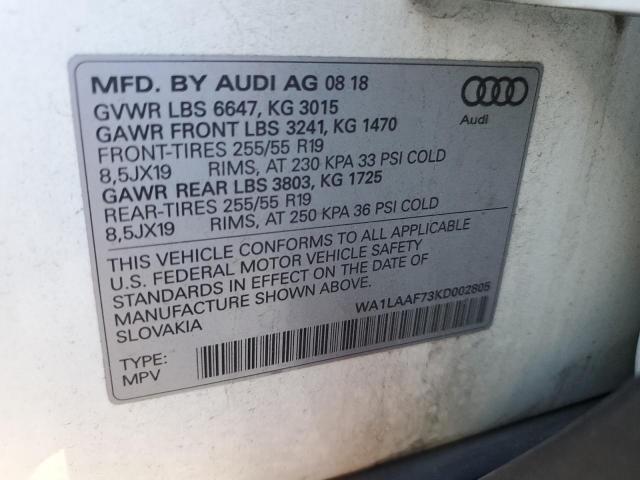 MFD. BY AUDI AG 08 18
GVWR LBS 6647, KG 3015
GAWR FRONT LBS 3241, KG 1470
FRONT-TIRES 255/55 R19
8,5JX19 RIMS, AT 230 KPA 33 PSI COLD
GAWR REAR LBS 3803, KG 1725
REAR-TIRES 255/55 R19
8,5JX19 RIMS, AT 250 KPA 36 PSI COLD
Audi
THIS VEHICLE CONFORMS TO ALL APPLICABLE
U.S. FEDERAL MOTOR VEHICLE SAFETY
STANDARDS IN EFFECT ON THE DATE OF
MANUFACTURE SHOWN ABOVE.
SLOVAKIA
WA1LAAF73KD002805
TYPE:
MPV